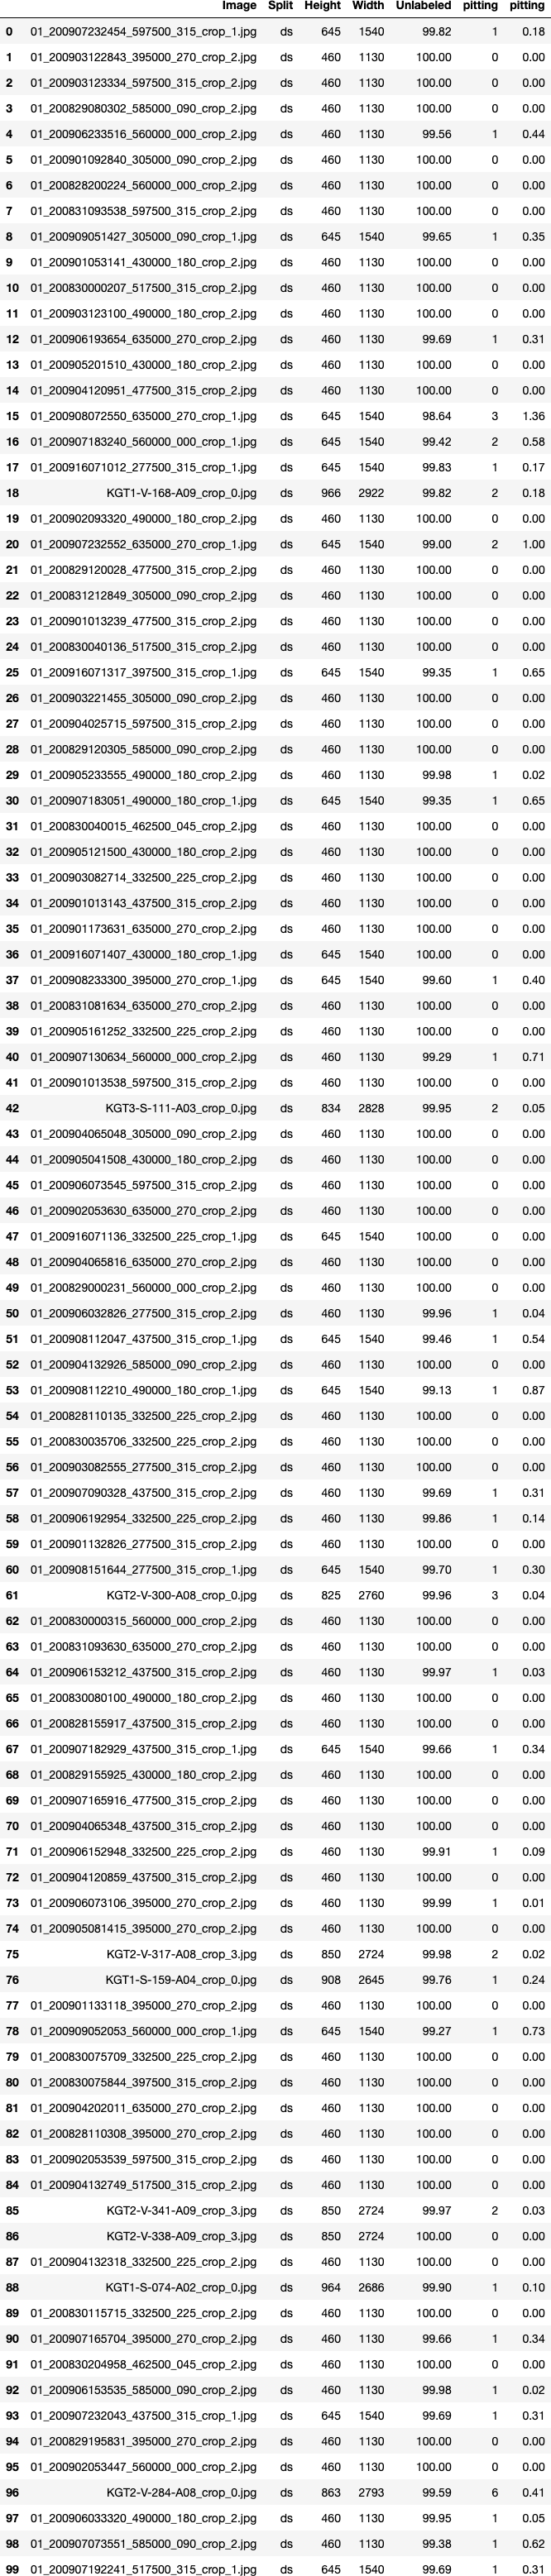 Image Split Height Width Unlabeled pitting pitting
0 01_200907232454_597500_315_crop_1.jpg ds 645 1540 99.82 1 0.18
1 01_200903122843_395000_270_crop_2.jpg ds 460 1130 100.00 0 0.00
2 01_200903123334_597500_315_crop_2.jpg ds 460 1130 100.00 0 0.00
3 01_200829080302_585000_090_crop_2.jpg ds 460 1130 100.00 0 0.00
4 01_200906233516_560000_000_crop_2.jpg ds 460 1130 99.56 1 0.44
5 01_200901092840_305000_090_crop_2.jpg ds 460 1130 100.00 0 0.00
6 01_200828200224_560000_000_crop_2.jpg ds 460 1130 100.00 0 0.00
7 01_200831093538_597500_315_crop_2.jpg ds 460 1130 100.00 0 0.00
8 01_200909051427_305000_090_crop_1.jpg ds 645 1540 99.65 1 0.35
9 01_200901053141_430000_180_crop_2.jpg ds 460 1130 100.00 0 0.00
10 01_200830000207_517500_315_crop_2.jpg ds 460 1130 100.00 0 0.00
11 01_200903123100_490000_180_crop_2.jpg ds 460 1130 100.00 0 0.00
12 01_200906193654_635000_270_crop_2.jpg ds 460 1130 99.69 1 0.31
13 01_200905201510_430000_180_crop_2.jpg ds 460 1130 100.00 0 0.00
14 01_200904120951_477500_315_crop_2.jpg ds 460 1130 100.00 0 0.00
15 01_200908072550_635000_270_crop_1.jpg ds 645 1540 98.64 3 1.36
16 01_200907183240_560000_000_crop_1.jpg ds 645 1540 99.42 2 0.58
17 01_200916071012_277500_315_crop_1.jpg ds 645 1540 99.83 1 0.17
18 KGT1-V-168-A09_crop_0.jpg ds 966 2922 99.82 2 0.18
19 01_200902093320_490000_180_crop_2.jpg ds 460 1130 100.00 0 0.00
20 01_200907232552_635000_270_crop_1.jpg ds 645 1540 99.00 2 1.00
21 01_200829120028_477500_315_crop_2.jpg ds 460 1130 100.00 0 0.00
22 01_200831212849_305000_090_crop_2.jpg ds 460 1130 100.00 0 0.00
23 01_200901013239_477500_315_crop_2.jpg ds 460 1130 100.00 0 0.00
24 01_200830040136_517500_315_crop_2.jpg ds 460 1130 100.00 0 0.00
25 01_200916071317_397500_315_crop_1.jpg ds 645 1540 99.35 1 0.65
26 01_200903221455_305000_090_crop_2.jpg ds 460 1130 100.00 0 0.00
27 01_200904025715_597500_315_crop_2.jpg ds 460 1130 100.00 0 0.00
28 01_200829120305_585000_090_crop_2.jpg ds 460 1130 100.00 0 0.00
29 01_200905233555_490000_180_crop_2.jpg ds 460 1130 99.98 1 0.02
30 01_200907183051_490000_180_crop_1.jpg ds 645 1540 99.35 1 0.65
31 01_200830040015_462500_045_crop_2.jpg ds 460 1130 100.00 0 0.00
32 01_200905121500_430000_180_crop_2.jpg ds 460 1130 100.00 0 0.00
33 01_200903082714_332500_225_crop_2.jpg ds 460 1130 100.00 0 0.00
34 01_200901013143_437500_315_crop_2.jpg ds 460 1130 100.00 0 0.00
35 01_200901173631_635000_270_crop_2.jpg ds 460 1130 100.00 0 0.00
36 01_200916071407_430000_180_crop_1.jpg ds 645 1540 100.00 0 0.00
37 01_200908233300_395000_270_crop_1.jpg ds 645 1540 99.60 1 0.40
38 01_200831081634_635000_270_crop_2.jpg ds 460 1130 100.00 0 0.00
39 01_200905161252_332500_225_crop_2.jpg ds 460 1130 100.00 0 0.00
40 01_200907130634_560000_000_crop_2.jpg ds 460 1130 99.29 1 0.71
41 01_200901013538_597500_315_crop_2.jpg ds 460 1130 100.00 0 0.00
42 KGT3-S-111-A03_crop_0.jpg ds 834 2828 99.95 2 0.05
43 01_200904065048_305000_090_crop_2.jpg ds 460 1130 100.00 0 0.00
44 01_200905041508_430000_180_crop_2.jpg ds 460 1130 100.00 0 0.00
45 01_200906073545_597500_315_crop_2.jpg ds 460 1130 100.00 0 0.00
46 01_200902053630_635000_270_crop_2.jpg ds 460 1130 100.00 0 0.00
47 01_200916071136_332500_225_crop_1.jpg ds 645 1540 100.00 0 0.00
48 01_200904065816_635000_270_crop_2.jpg ds 460 1130 100.00 0 0.00
49 01_200829000231_560000_000_crop_2.jpg ds 460 1130 100.00 0 0.00
50 01_200906032826_277500_315_crop_2.jpg ds 460 1130 99.96 1 0.04
51 01_200908112047_437500_315_crop_1.jpg ds 645 1540 99.46 1 0.54
52 01_200904132926_585000_090_crop_2.jpg ds 460 1130 100.00 0 0.00
53 01_200908112210_490000_180_crop_1.jpg ds 645 1540 99.13 1 0.87
54 01_200828110135_332500_225_crop_2.jpg ds 460 1130 100.00 0 0.00
55 01_200830035706_332500_225_crop_2.jpg ds 460 1130 100.00 0 0.00
56 01_200903082555_277500_315_crop_2.jpg ds 460 1130 100.00 0 0.00
57 01_200707090328_437500_315_crop_2.jpg ds 460 1130 99.69 1 0.31
58 01_200906192954_332500_225_crop_2.jpg ds 460 1130 99.86 1 0.14
59 01_200901132826_277500_315_crop_2.jpg ds 460 1130 100.00 0 0.00
60 01_200908151644_277500_315_crop_1.jpg ds 645 1540 99.70 1 0.30
61 KGT2-V-300-A08_crop_0.jpg ds 825 2760 99.96 3 0.04
62 01_200830000315_560000_000_crop_2.jpg ds 460 1130 100.00 0 0.00
63 01_200831093630_635000_270_crop_2.jpg ds 460 1130 100.00 0 0.00
64 01_200906153212_437500_315_crop_2.jpg ds 460 1130 99.97 1 0.03
65 01_200830080100_490000_180_crop_2.jpg ds 460 1130 100.00 0 0.00
66 01_200828155917_437500_315_crop_2.jpg ds 460 1130 100.00 0 0.00
67 01_200907182929_437500_315_crop_1.jpg ds 645 1540 99.66 1 0.34
68 01_200829155925_430000_180_crop_2.jpg ds 460 1130 100.00 0 0.00
69 01_200907165916_477500_315_crop_2.jpg ds 460 1130 100.00 0 0.00
70 01_200904065348_437500_315_crop_2.jpg ds 460 1130 100.00 0 0.00
71 01_200906152948_332500_225_crop_2.jpg ds 460 1130 99.91 1 0.09
72 01_200904120859_437500_315_crop_2.jpg ds 460 1130 100.00 0 0.00
73 01_200906073106_395000_270_crop_2.jpg ds 460 1130 99.99 1 0.01
74 01_200905081415_395000_270_crop_2.jpg ds 460 1130 100.00 0 0.00
75 KGT2-V-317-A08_crop_3.jpg ds 850 2724 99.98 2 0.02
76 KGT1-S-159-A04_crop_0.jpg ds 908 2645 99.76 1 0.24
77 01_200901133118_395000_270_crop_2.jpg ds 460 1130 100.00 0 0.00
78 01_200909052053_560000_000_crop_1.jpg ds 645 1540 99.27 1 0.73
79 01_200830075709_332500_225_crop_2.jpg ds 460 1130 100.00 0 0.00
80 01_200830075844_397500_315_crop_2.jpg ds 460 1130 100.00 0 0.00
81 01_200904202011_635000_270_crop_2.jpg ds 460 1130 100.00 0 0.00
82 01_200828110308_395000_270_crop_2.jpg ds 460 1130 100.00 0 0.00
83 01_200902053539_597500_315_crop_2.jpg ds 460 1130 100.00 0 0.00
84 01_200904132749_517500_315_crop_2.jpg ds 460 1130 100.00 0 0.00
85 KGT2-V-341-A09_crop_3.jpg ds 850 2724 99.97 2 0.03
86 KGT2-V-338-A09_crop_3.jpg ds 850 2724 100.00 0 0.00
87 01_200904132318_332500_225_crop_2.jpg ds 460 1130 100.00 0 0.00
88 KGT1-S-074-A02_crop_0.jpg ds 964 2686 99.90 1 0.10
89 01_200830115715_332500_225_crop_2.jpg ds 460 1130 100.00 0 0.00
90 01_200907165704_395000_270_crop_2.jpg ds 460 1130 99.66 1 0.34
91 01_200830204958_462500_045_crop_2.jpg ds 460 1130 100.00 0 0.00
92 01_200906153535_585000_090_crop_2.jpg ds 460 1130 99.98 1 0.02
93 01_200907232043_437500_315_crop_1.jpg ds 645 1540 99.69 1 0.31
94 01_200829195831_395000_270_crop_2.jpg ds 460 1130 100.00 0 0.00
95 01_200902053447_560000_000_crop_2.jpg ds 460 1130 100.00 0 0.00
96 KGT2-V-284-A08_crop_0.jpg ds 863 2793 99.59 6 0.41
97 01_200906033320_490000_180_crop_2.jpg ds 460 1130 99.95 1 0.05
98 01_200907073551_585000_090_crop_2.jpg ds 460 1130 99.38 1 0.62
99 01_200907192241_517500_315_crop_1.jpg ds 645 1540 99.69 1 0.31